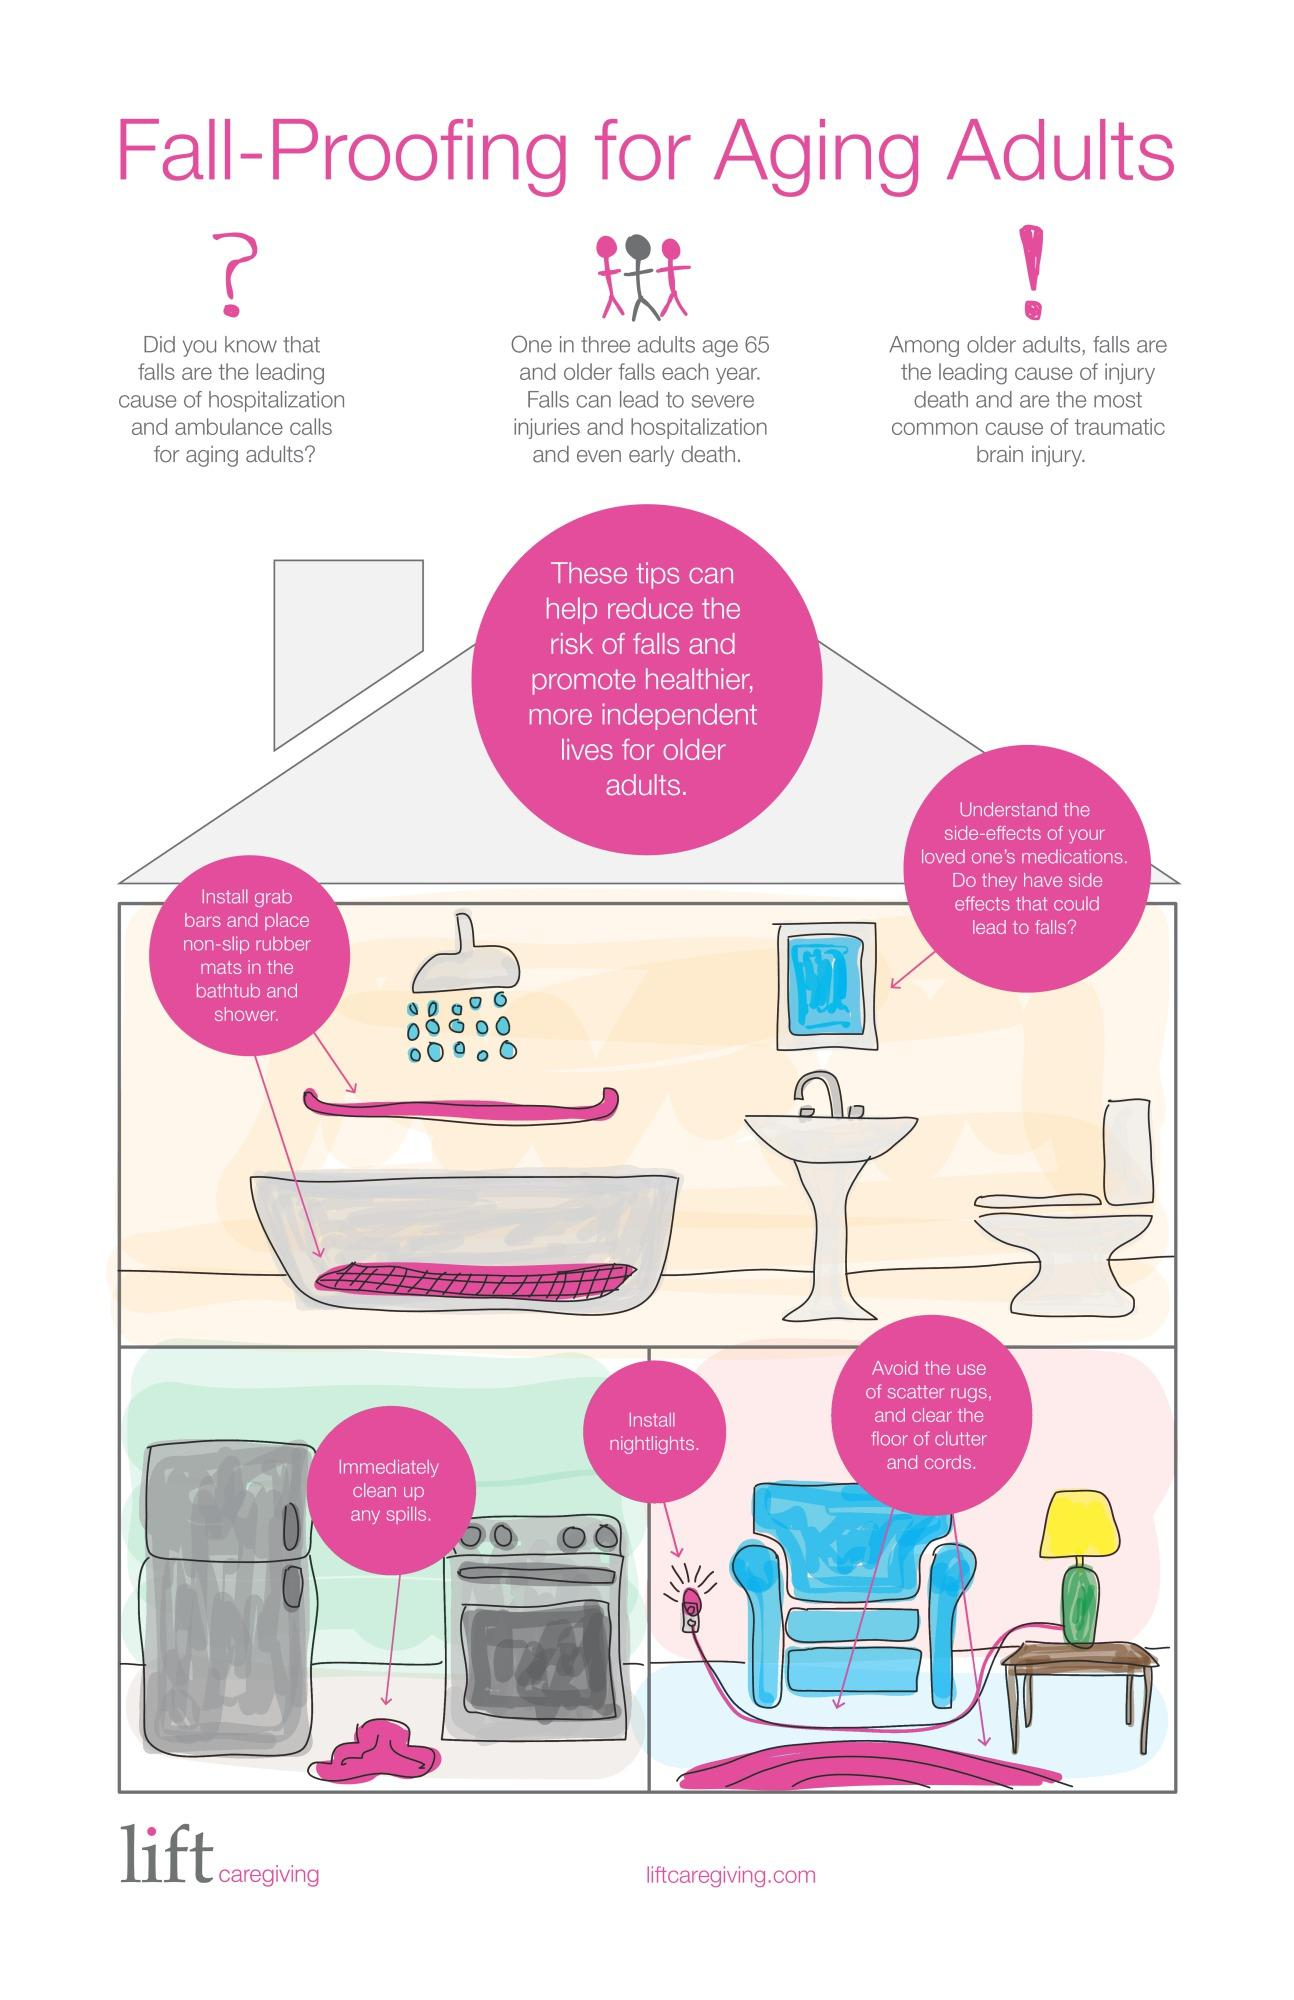 Fall-Proofing for Aging Adults
Did you know that
falls are the leading
cause of hospitalization
and ambulance calls
for aging adults?
One in three adults age 65
and older falls each year.
Falls can lead to severe
injuries and hospitalization
and even early death.
Among older adults, falls are
the leading cause of injury
death and are the most
common cause of traumatic
brain injury.
These tips can
help reduce the
risk of falls and
promote healthier,
more independent
lives for older
adults.
Understand the
side-effects of your
loved one's medications.
Do they have side
effects that could
lead to falls?
Install grab
bars and place
non-slip rubber
mats in the
bathtub and
shower.
Immediately
clean up
any spills.
Install
nightlights.
Avoid the use
of scatter rugs,
and clear the
floor of clutter
and cords.
lift caregiving
liftcaregiving.com